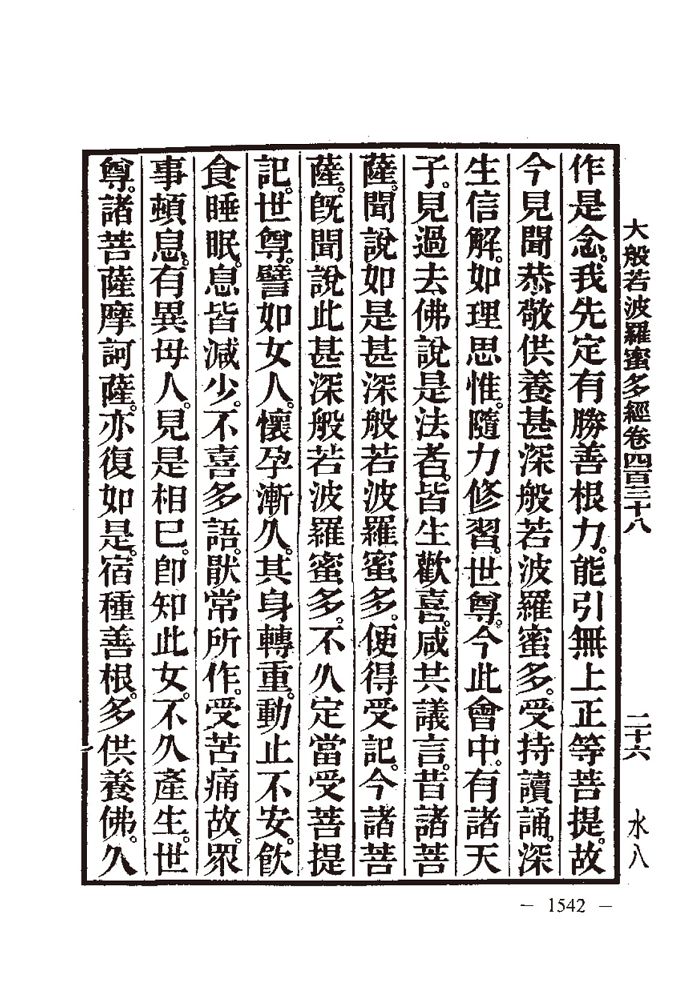 大般若波羅蜜多經卷四百三十八
二十六
水八
作是念。我先定有勝善根力。能引無上正等菩提。故
今見聞恭敬供養甚深般若波羅蜜多。受持讀誦。深
生信解。如理思惟。隨力修習。世尊。今此會中。有諸天
子。見過去佛說是法者。皆生歡喜。咸共議言。昔諸菩
薩。聞說如是甚深般若波羅蜜多。便得受記。今諸菩
薩。旣聞說此甚深般若波羅蜜多。不久定當受菩提
記。世尊。譬如女人。懷孕漸久。其身轉重。動止不安。飮
食睡眠。息皆減少。不喜多語。猒常所作。受苦痛故。眾
事頓息。有異母人。見是相已。卽知此女。不久產生。世
尊。諸菩薩摩訶薩。亦復如是。宿種善根。多供養佛。久
— 1542 —